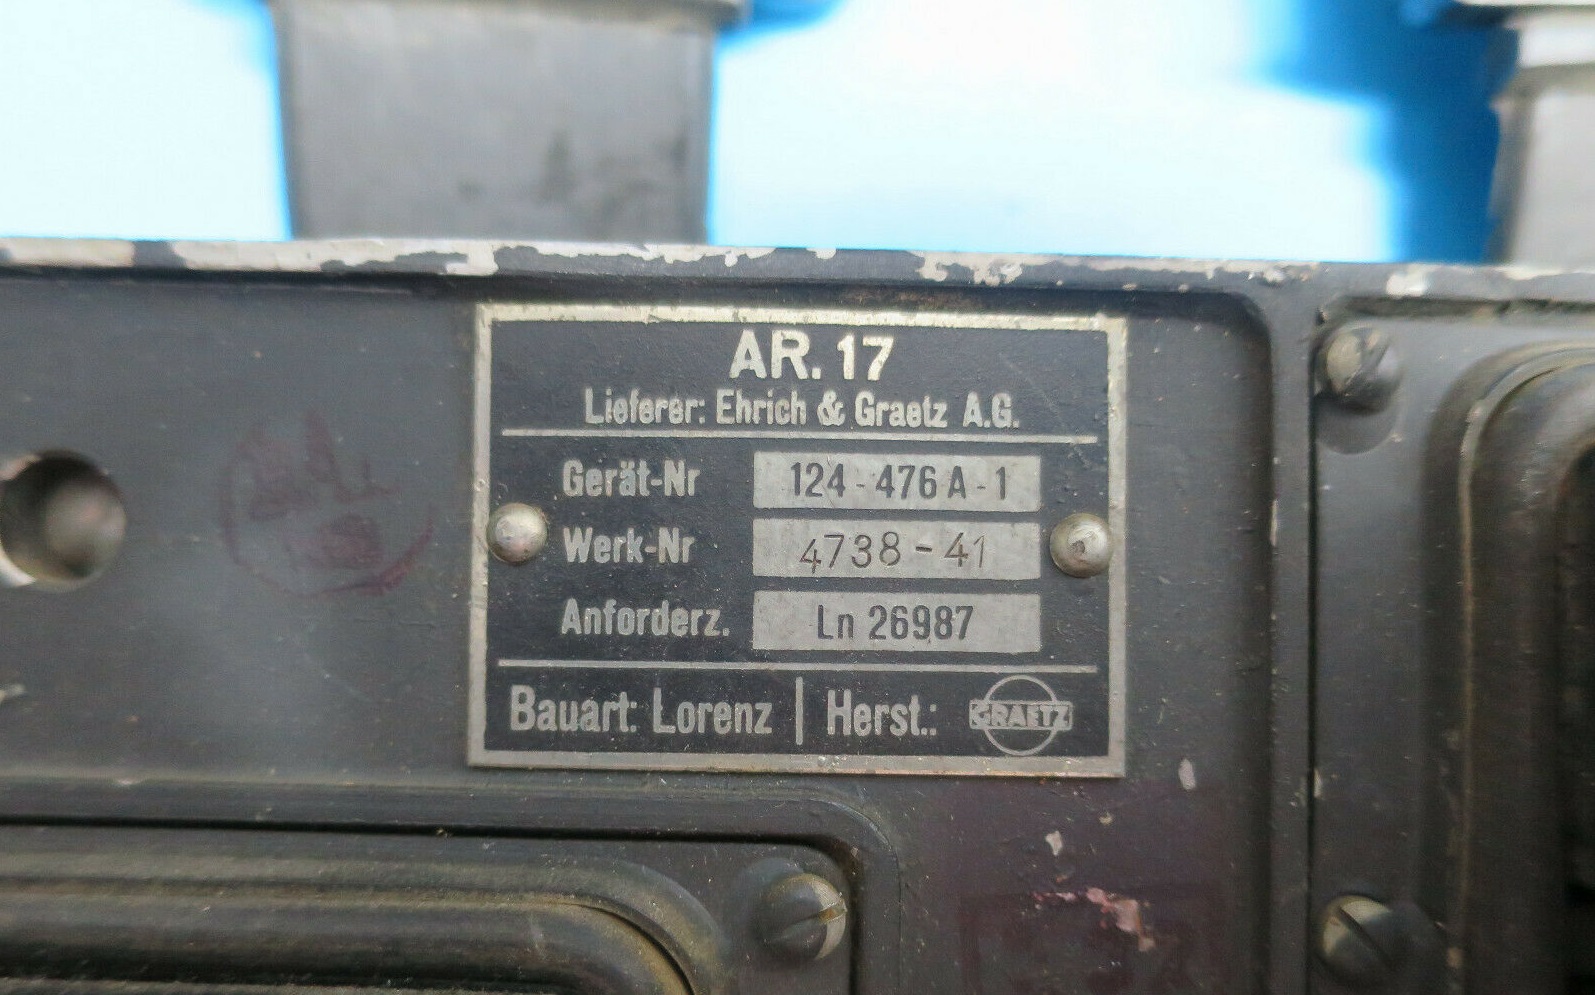 AR. 17
Lieferer: Ehrich & Graetz A.G.
Gerät-Nr 124-476 A-1
Werk-Nr 4738-41
Anforderz. Ln 26987
Bauart: Lorenz | Herst.: GRAETZ